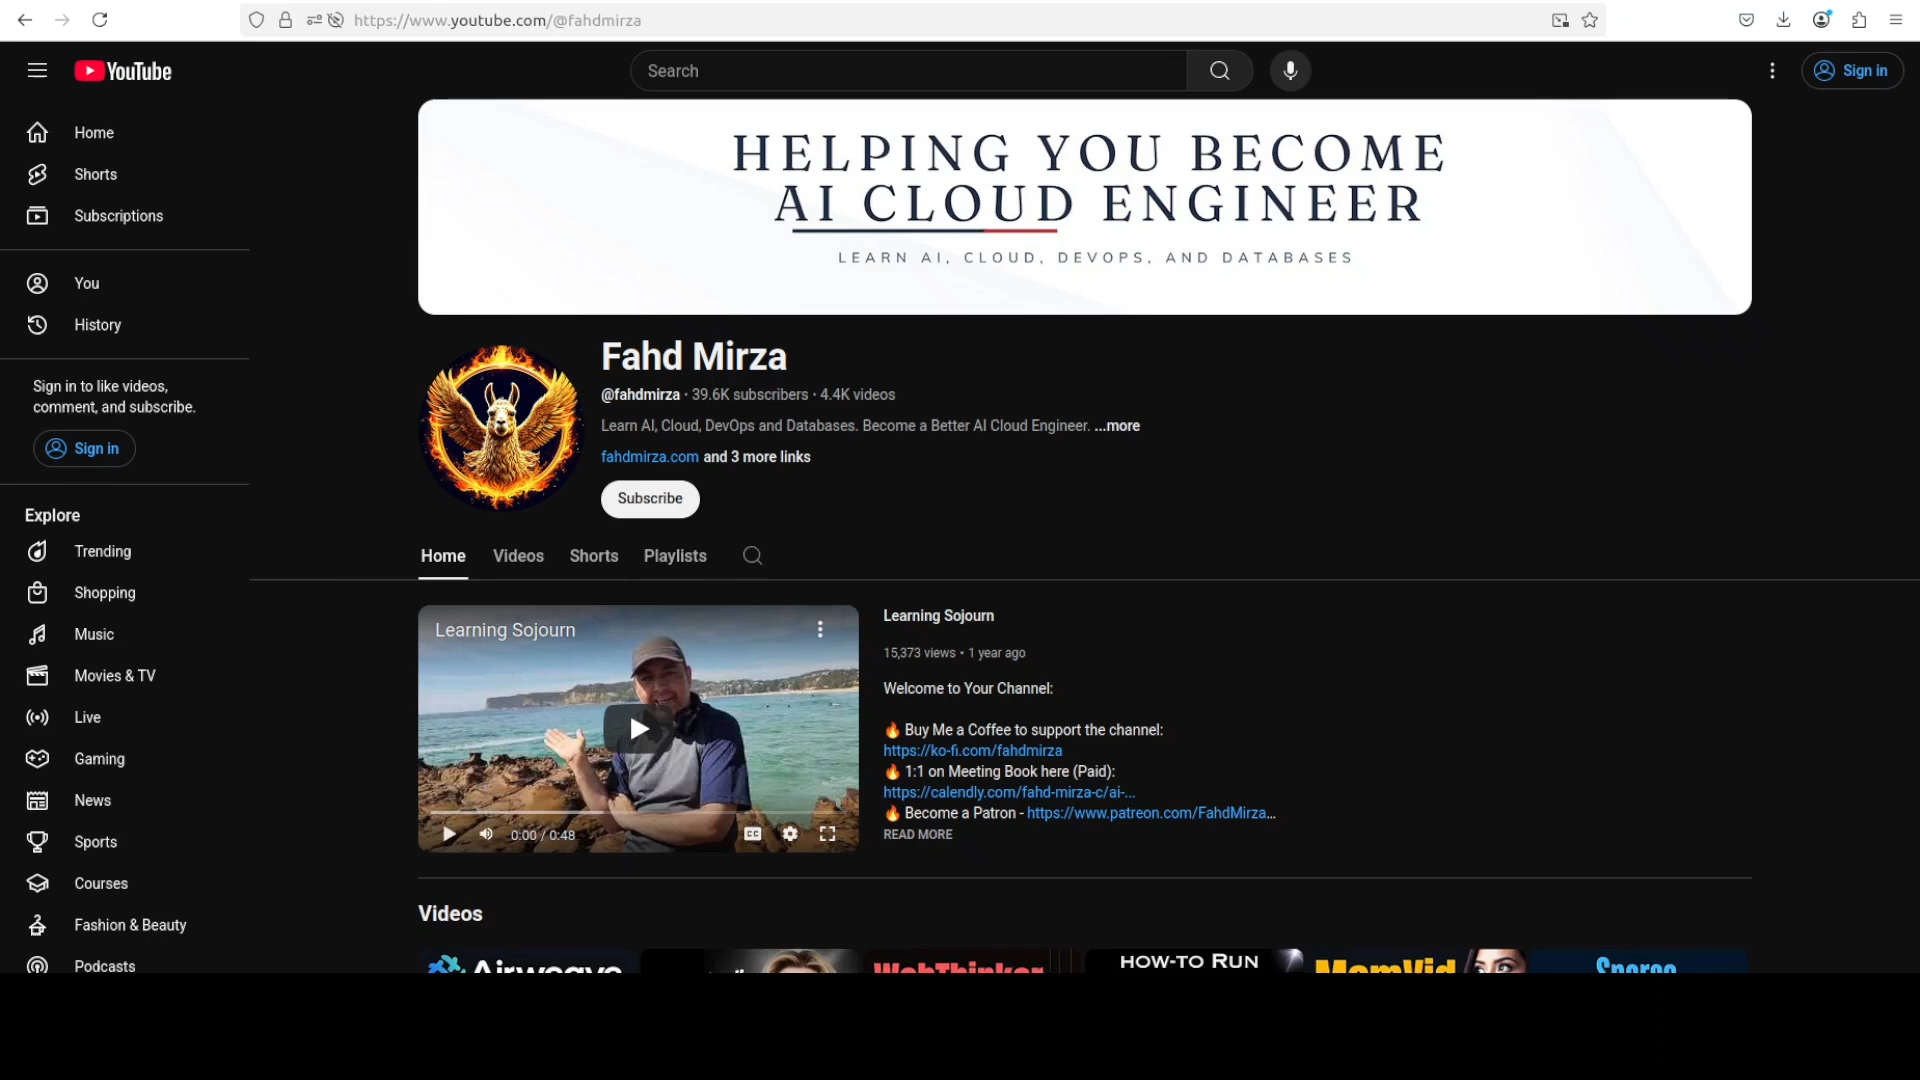 https://www.youtube.com/@fahdmirza
YouTube
Search
Sign in
Home
Shorts
Subscriptions
You
History
Sign in to like videos,
comment, and subscribe.
Sign in
Explore
Trending
Shopping
Music
Movies & TV
Live
Gaming
News
Sports
Courses
Fashion & Beauty
Podcasts
HELPING YOU BECOME
AI CLOUD ENGINEER
LEARN AI, CLOUD, DEVOPS, AND DATABASES
Fahd Mirza
@fahdmirza · 39.6K subscribers · 4.4K videos
Learn AI, Cloud, DevOps and Databases. Become a Better AI Cloud Engineer. ...more
fahdmirza.com and 3 more links
Subscribe
Home Videos Shorts Playlists
Learning Sojourn
0:00 / 0:48
CC
Learning Sojourn
15,373 views • 1 year ago
Welcome to Your Channel:
🔥 Buy Me a Coffee to support the channel:
https://ko-fi.com/fahdmirza
🔥 1:1 on Meeting Book here (Paid):
https://calendly.com/fahd-mirza-c/ai-...
🔥 Become a Patron - https://www.patreon.com/FahdMirza...
READ MORE
Videos
Airweave
WebThinker
HOW-TO RUN